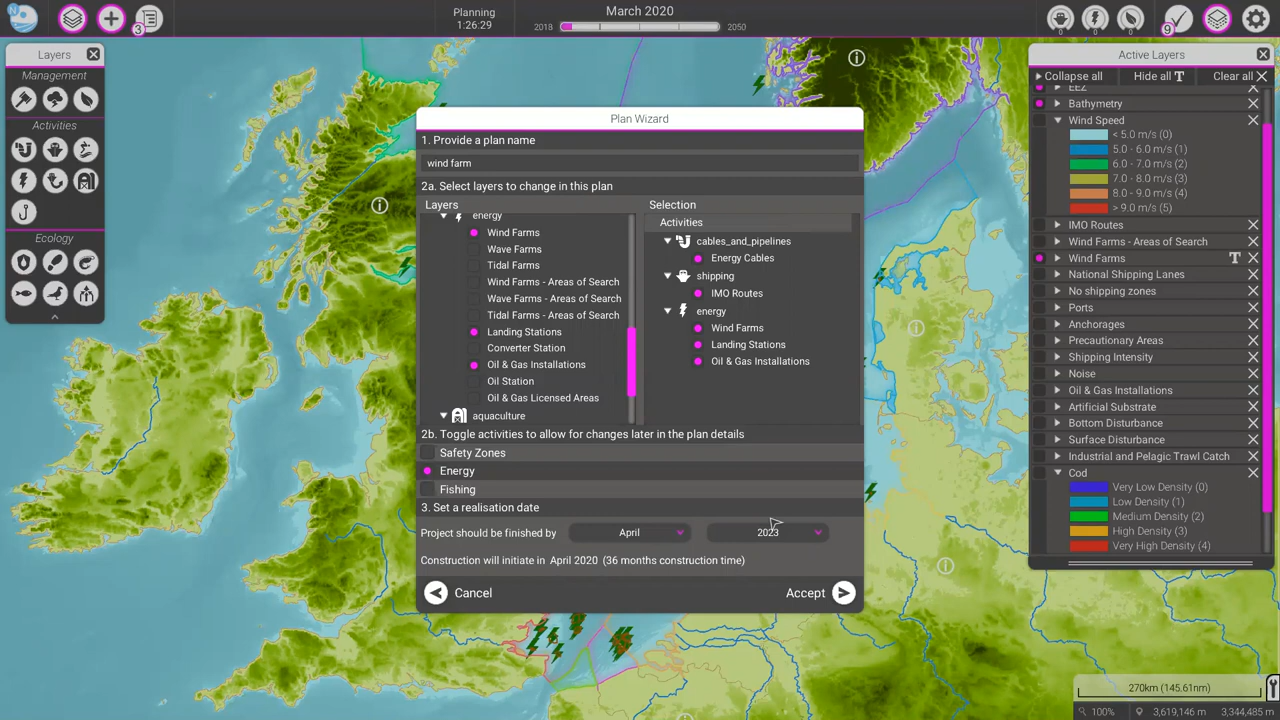 Planning
1:26:29
March 2020
2018
2050
3
9
0
0
0
N
Layers
Management
Activities
Ecology
Plan Wizard
1. Provide a plan name
wind farm
2a. Select layers to change in this plan
Layers
energy
Wind Farms
Wave Farms
Tidal Farms
Wind Farms - Areas of Search
Wave Farms - Areas of Search
Tidal Farms - Areas of Search
Landing Stations
Converter Station
Oil & Gas Installations
Oil Station
Oil & Gas Licensed Areas
aquaculture
Selection
Activities
cables_and_pipelines
Energy Cables
shipping
IMO Routes
energy
Wind Farms
Landing Stations
Oil & Gas Installations
2b. Toggle activities to allow for changes later in the plan details
Safety Zones
Energy
Fishing
3. Set a realisation date
Project should be finished by April 2023
Construction will initiate in April 2020 (36 months construction time)
Cancel
Accept
Active Layers
Collapse all Hide all T Clear all
EEZ
Bathymetry
Wind Speed
< 5.0 m/s (0)
5.0 - 6.0 m/s (1)
6.0 - 7.0 m/s (2)
7.0 - 8.0 m/s (3)
8.0 - 9.0 m/s (4)
> 9.0 m/s (5)
IMO Routes
Wind Farms - Areas of Search
Wind Farms T
National Shipping Lanes
No shipping zones
Ports
Anchorages
Precautionary Areas
Shipping Intensity
Noise
Oil & Gas Installations
Artificial Substrate
Bottom Disturbance
Surface Disturbance
Industrial and Pelagic Trawl Catch
Cod
Very Low Density (0)
Low Density (1)
Medium Density (2)
High Density (3)
Very High Density (4)
270km (145.61nm)
100% 3,619,146 m 3,344,485 m